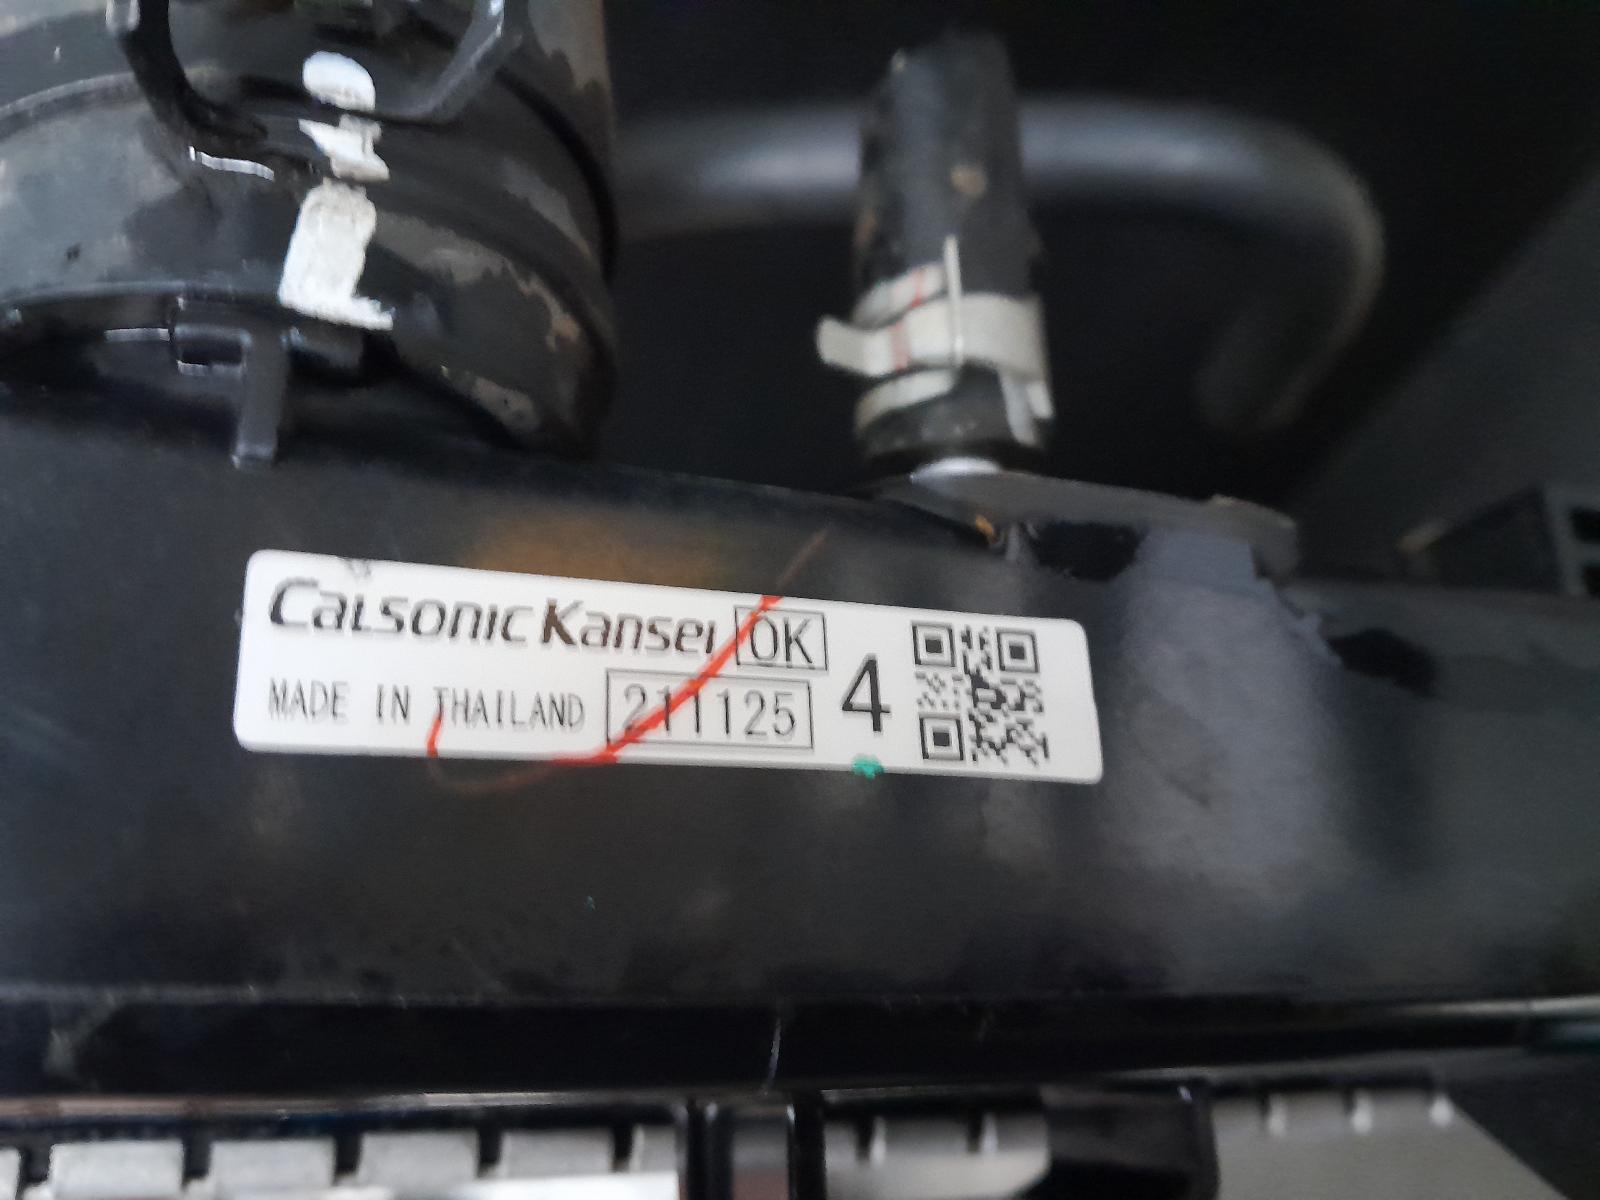 CalsonicKansei OK
MADE IN THAILAND 211125 4